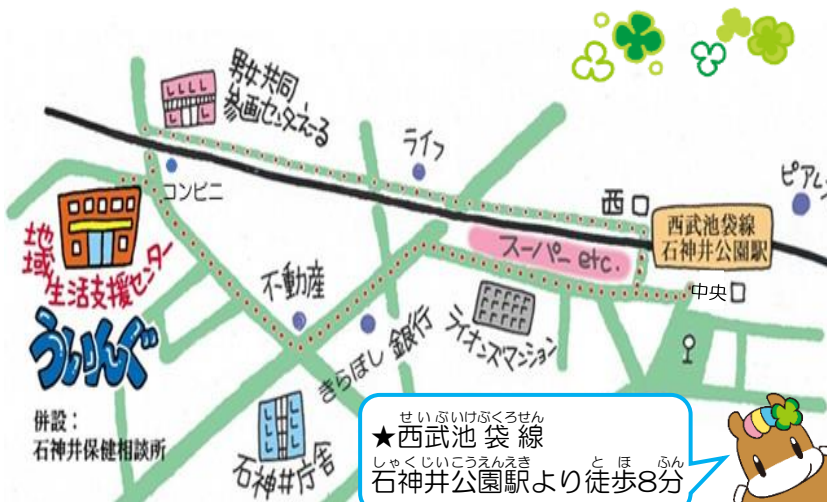 男女共同
参画センターえーる
ライフ
西口
コンビニ
西武池袋線
石神井公園駅
スーパー etc.
中央口
地域
生活支援センター
ういんぐ
不動産
きらぼし銀行
ライオンズマンション
併設：
石神井保健相談所
石神井庁舎
せいぶいけぶくろせん
★西武池袋線
しゃくじいこうえんえき とほ ふん
石神井公園駅より徒歩8分